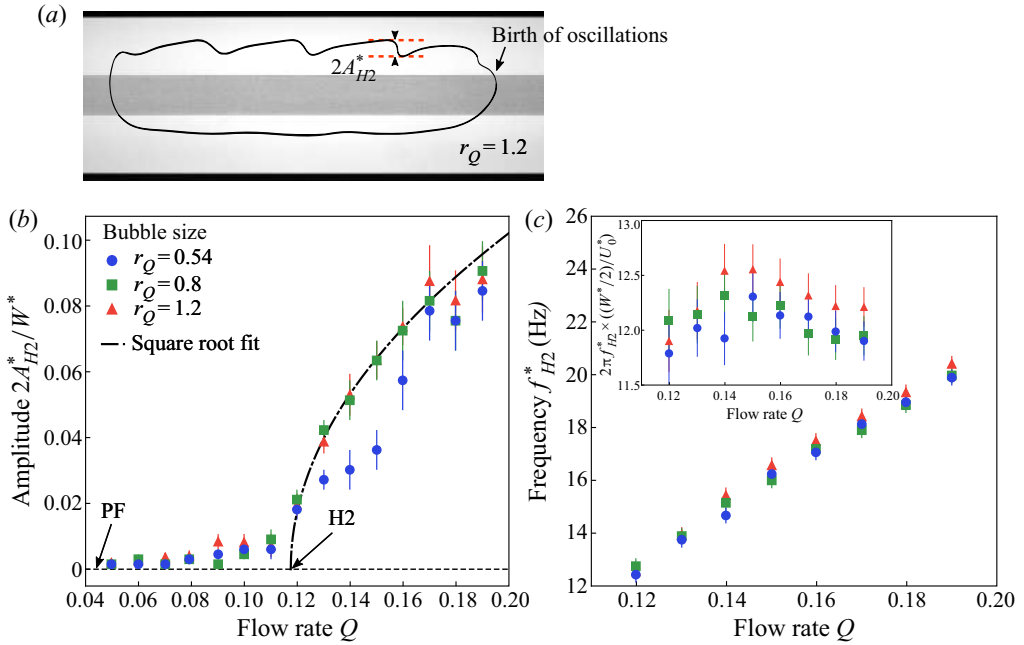 (a)
Birth of oscillations
2A*H2
rQ = 1.2
(b)
Amplitude 2A*H2/W*
0.10
0.08
0.06
0.04
0.02
0
Bubble size
rQ = 0.54
rQ = 0.8
rQ = 1.2
Square root fit
PF
H2
0.04 0.06 0.08 0.10 0.12 0.14 0.16 0.18 0.20
Flow rate Q
(c)
Frequency f*H2 (Hz)
26
24
22
20
18
16
14
12
2πf*H2 × ((W*/2)/U*0)
13.0
12.5
12.0
11.5
0.12 0.14 0.16 0.18 0.20
Flow rate Q
0.12 0.14 0.16 0.18 0.20
Flow rate Q